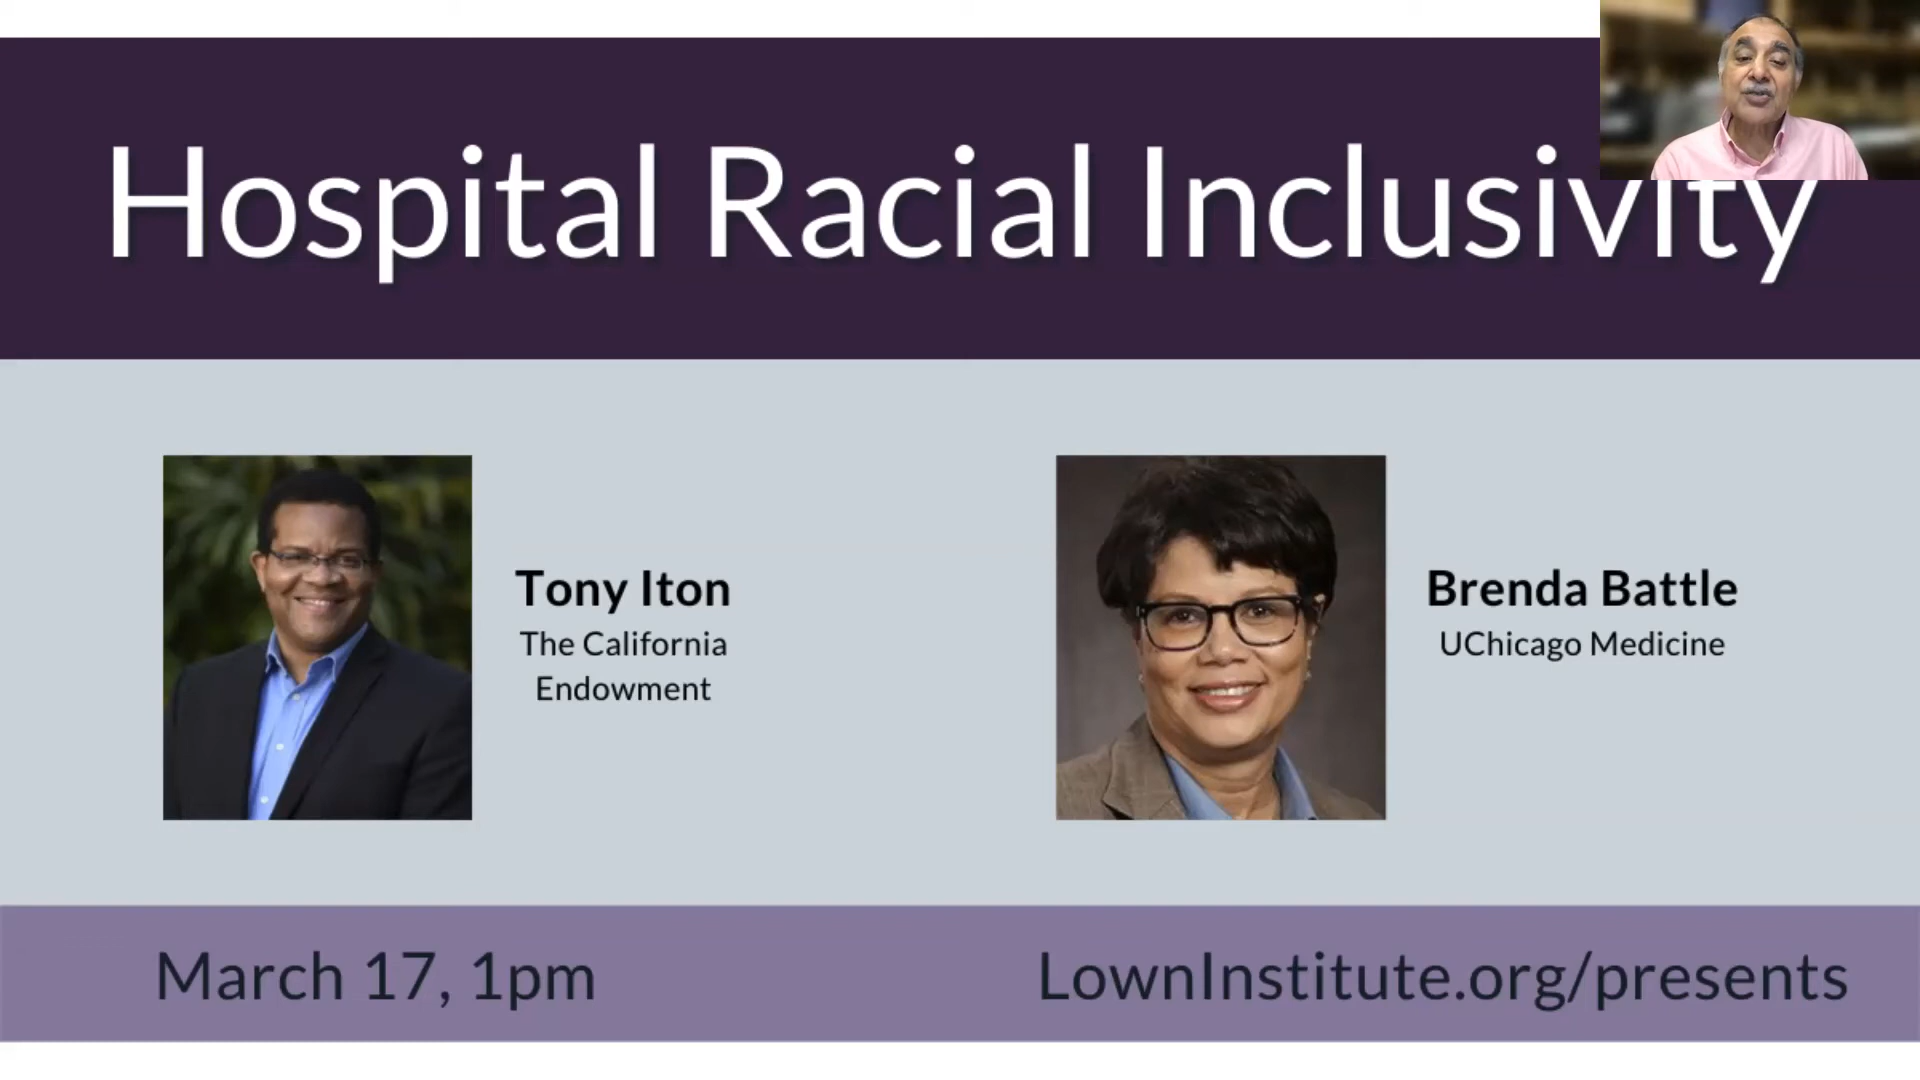 Hospital Racial Inclusivity
Tony Iton
The California
Endowment
Brenda Battle
UChicago Medicine
March 17, 1pm
LownInstitute.org/presents